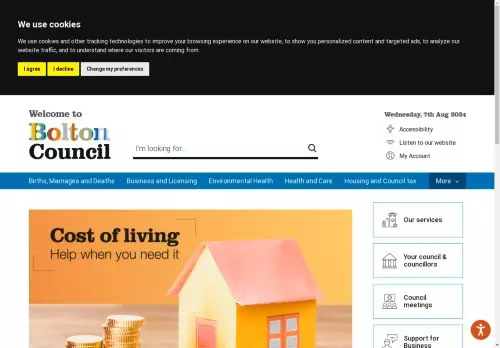 We use cookies
We use cookies and other tracking technologies to improve your browsing experience on our website, to show you personalized content and targeted ads, to analyze our
website traffic, and to understand where our visitors are coming from.
I agree
I decline
Change my preferences
Welcome to
Bolton
Council
I'm looking for...
Wednesday, 7th Aug 2024
Accessibility
Listen to our website
My Account
Births, Marriages and Deaths
Business and Licensing
Environmental Health
Health and Care
Housing and Council tax
More
Cost of living
Help when you need it
Our services
Your council &
councillors
Council
meetings
Support for
Business